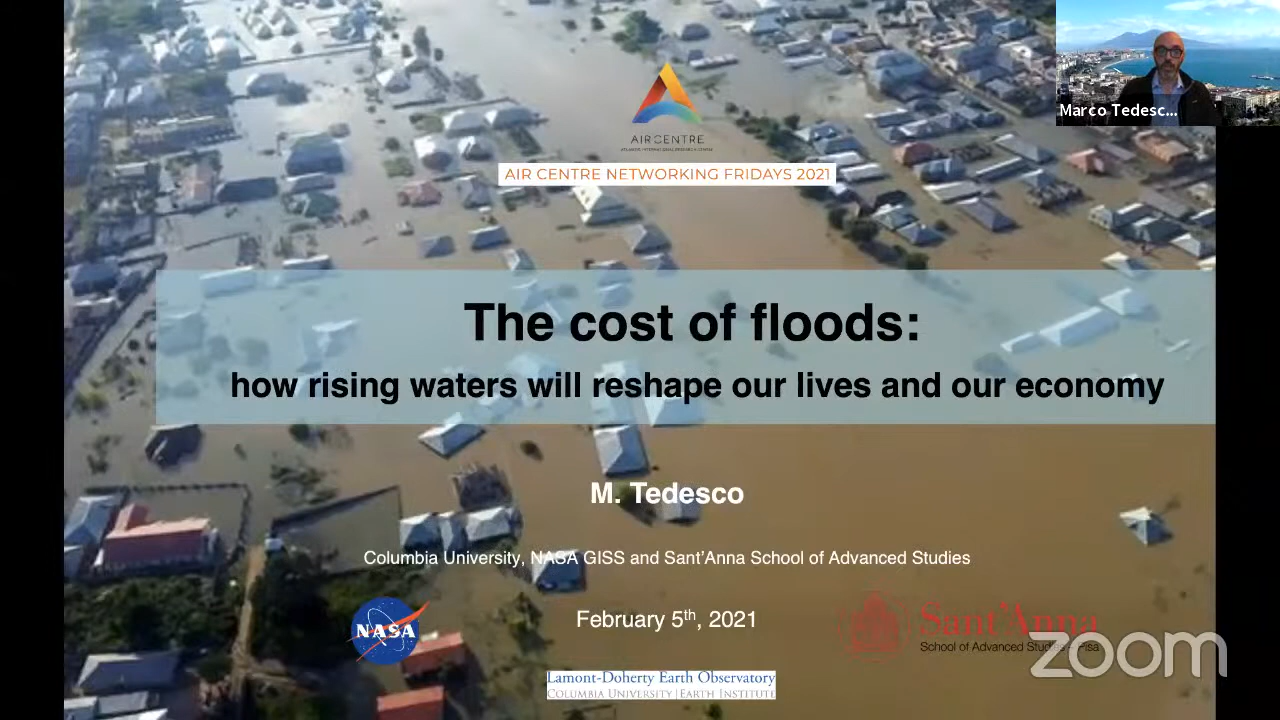 AIR CENTRE
Marco Tedesc...
AIR CENTRE NETWORKING FRIDAYS 2021
The cost of floods:
how rising waters will reshape our lives and our economy
M. Tedesco
Columbia University, NASA GISS and Sant'Anna School of Advanced Studies
NASA
February 5th, 2021
Sant'Anna
School of Advanced Studies – Pisa
zoom
Lamont-Doherty Earth Observatory
COLUMBIA UNIVERSITY | EARTH INSTITUTE